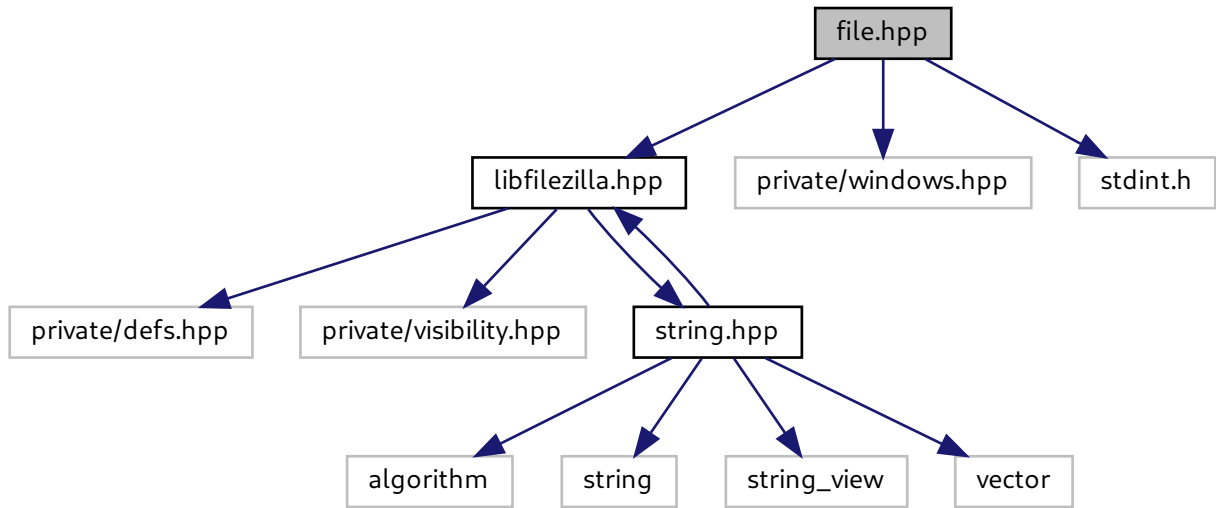 file.hpp
libfilezilla.hpp
private/windows.hpp
stdint.h
private/defs.hpp
private/visibility.hpp
string.hpp
algorithm
string
string_view
vector